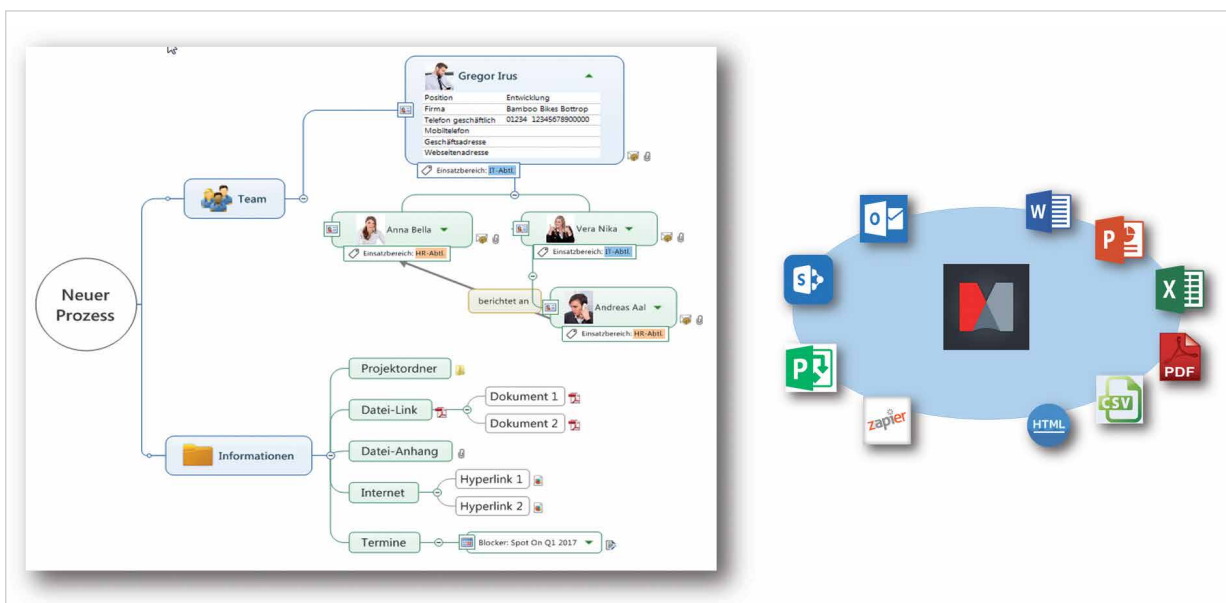 Gregor Irus
Position Entwicklung
Firma Bamboo Bikes Bottrop
Telefon geschäftlich 01234 12345678900000
Mobiltelefon
Geschäftsadresse
Webseitenadresse
Einsatzbereich: IT-Abtl.
Team
Anna Bella
Einsatzbereich: HR-Abtl.
Vera Nika
Einsatzbereich: IT-Abtl.
berichtet an
Andreas Aal
Einsatzbereich: HR-Abtl.
Neuer
Prozess
Informationen
Projektordner
Datei-Link
Dokument 1
Dokument 2
Datei-Anhang
Internet
Hyperlink 1
Hyperlink 2
Termine
Blocker: Spot On Q1 2017
O
W
P
S
X
P
PDF
CSV
zapier
HTML